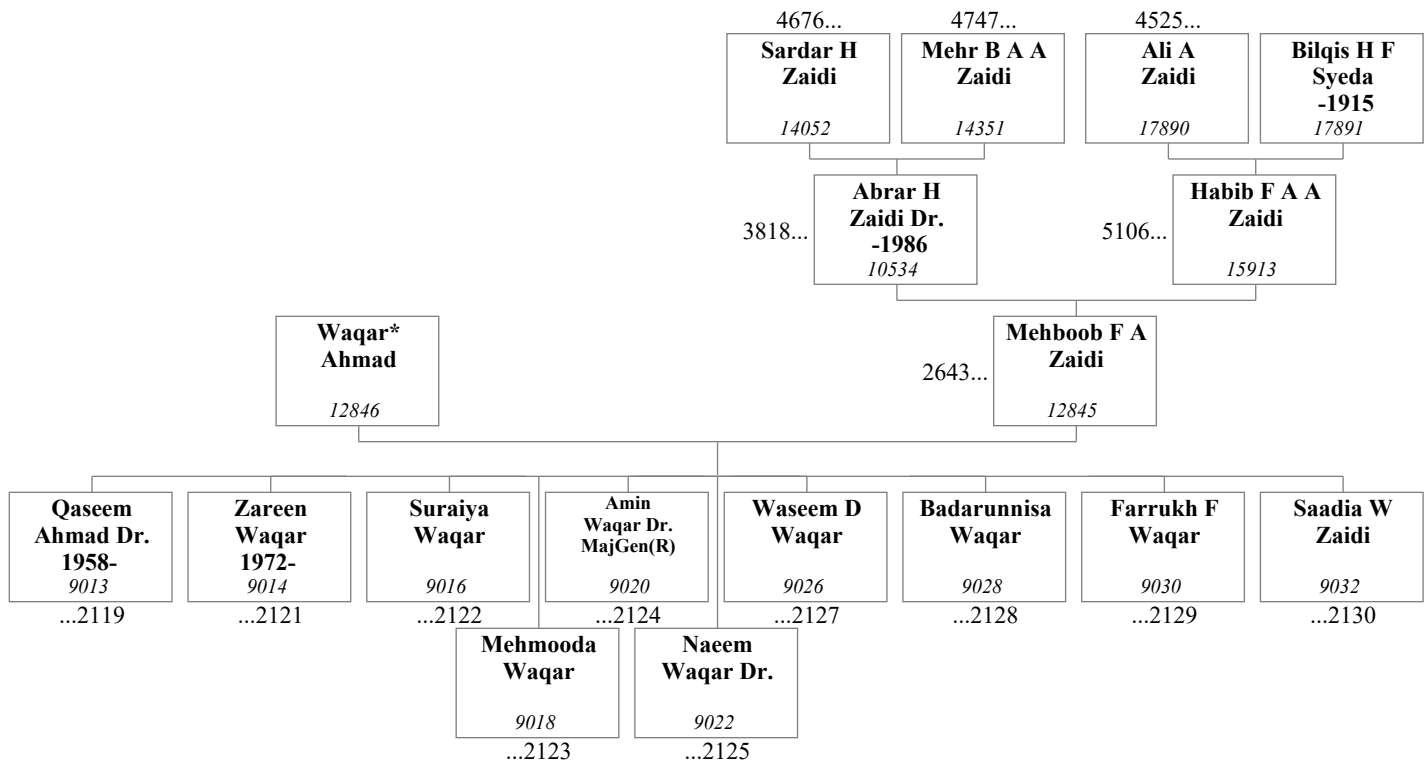 4676...
4747...
4525...
Sardar H
Zaidi
14052
Mehr B A A
Zaidi
14351
Ali A
Zaidi
17890
Bilqis H F
Syeda
-1915
17891
3818...
Abrar H
Zaidi Dr.
-1986
10534
5106...
Habib F A A
Zaidi
15913
Waqar*
Ahmad
12846
2643...
Mehboob F A
Zaidi
12845
Qaseem
Ahmad Dr.
1958-
9013
...2119
Zareen
Waqar
1972-
9014
...2121
Suraiya
Waqar
9016
...2122
Amin
Waqar Dr.
MajGen(R)
9020
...2124
Waseem D
Waqar
9026
...2127
Badarunnisa
Waqar
9028
...2128
Farrukh F
Waqar
9030
...2129
Saadia W
Zaidi
9032
...2130
Mehmooda
Waqar
9018
...2123
Naeem
Waqar Dr.
9022
...2125